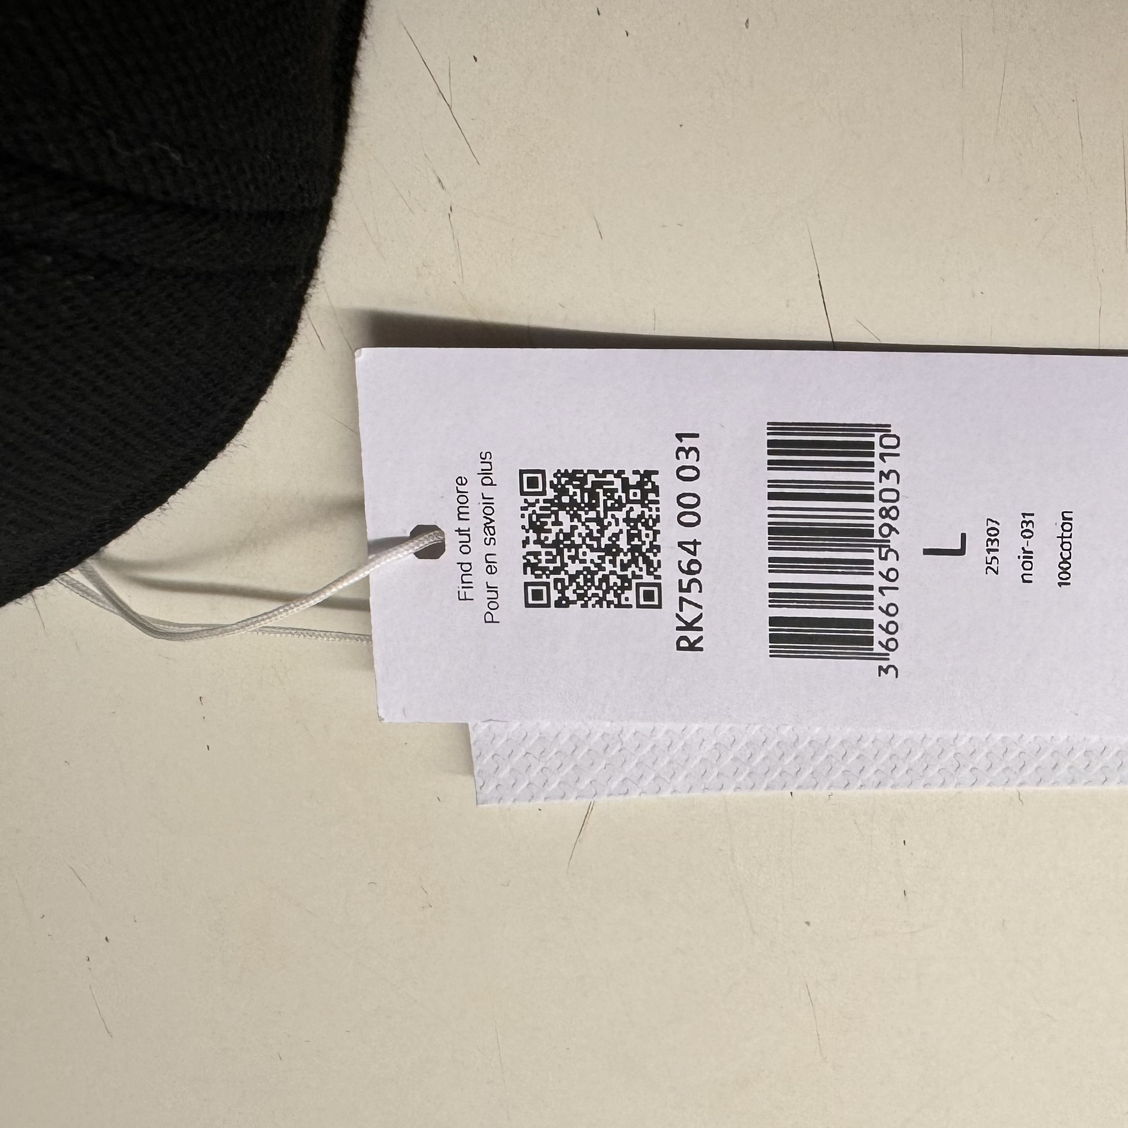 Find out more
Pour en savoir plus
RK7564 00 031
3 666165 980310
L
251307
noir-031
100coton